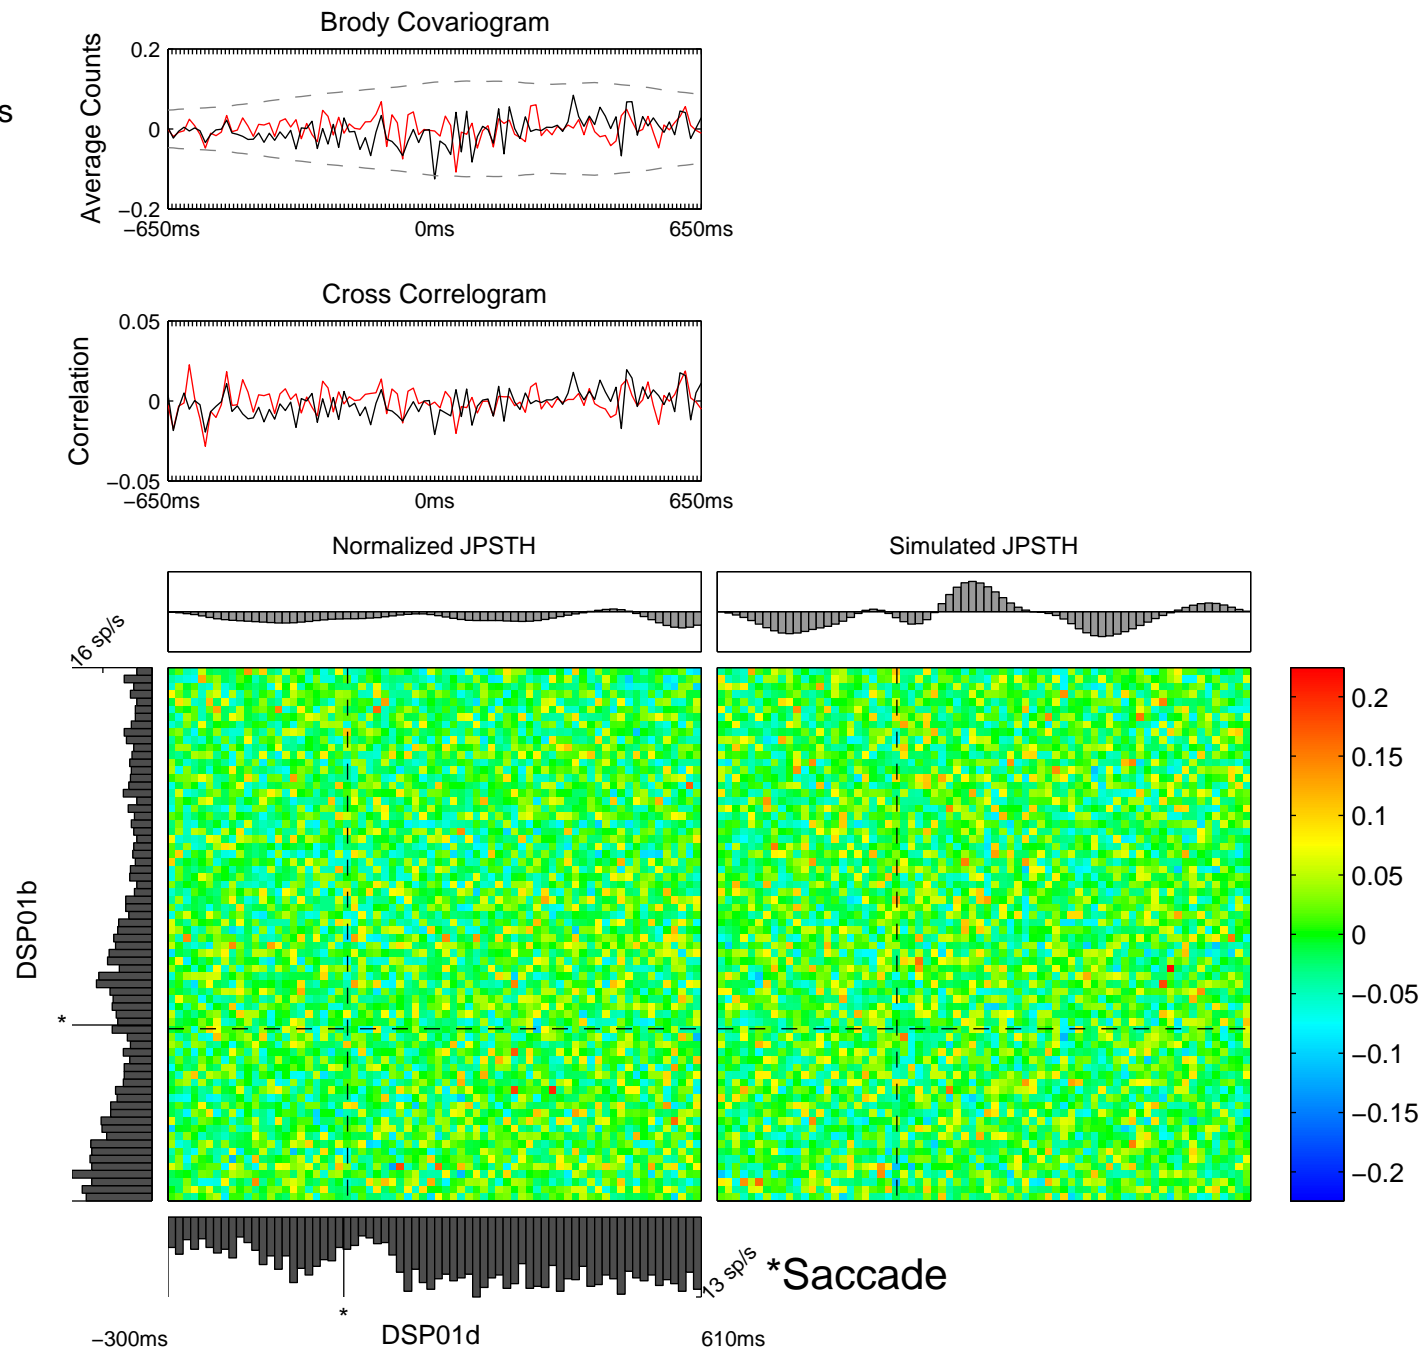 Brody Covariogram
s
Average Counts
0.2
0
−0.2
−650ms
0ms
650ms
Cross Correlogram
Correlation
0.05
0
−0.05
−650ms
0ms
650ms
Normalized JPSTH
Simulated JPSTH
16 sp/s
DSP01b
*
0.2
0.15
0.1
0.05
0
−0.05
−0.1
−0.15
−0.2
13 sp/s
*Saccade
*
−300ms
DSP01d
610ms